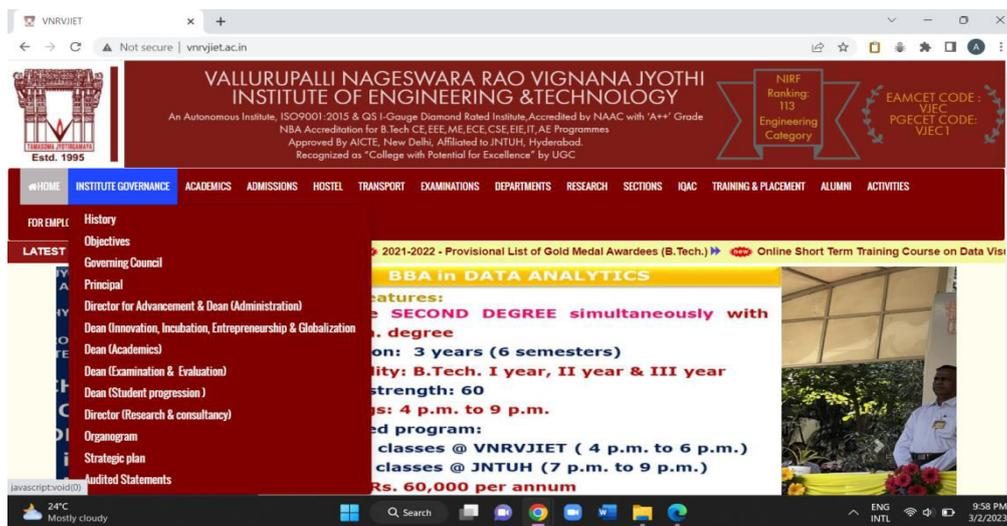 VNRVJIET
Not secure | vnrvjiet.ac.in
VALLURUPALLI NAGESWARA RAO VIGNANA JYOTHI
INSTITUTE OF ENGINEERING &TECHNOLOGY
An Autonomous Institute, ISO9001:2015 & QS I-Gauge Diamond Rated Institute,Accredited by NAAC with 'A++' Grade
NBA Accreditation for B.Tech CE,EEE,ME,ECE,CSE,EIE,IT,AE Programmes
Approved By AICTE, New Delhi, Affiliated to JNTUH, Hyderabad.
Recognized as "College with Potential for Excellence" by UGC
TAMASOMA JYOTIRGAMAYA
Estd. 1995
NIRF
Ranking:
113
Engineering
Category
EAMCET CODE :
VJEC
PGECET CODE:
VJEC1
HOME INSTITUTE GOVERNANCE ACADEMICS ADMISSIONS HOSTEL TRANSPORT EXAMINATIONS DEPARTMENTS RESEARCH SECTIONS IQAC TRAINING & PLACEMENT ALUMNI ACTIVITIES
FOR EMPLO
History
Objectives
Governing Council
Principal
Director for Advancement & Dean (Administration)
Dean (Innovation, Incubation, Entrepreneurship & Globalization
Dean (Academics)
Dean (Examination & Evaluation)
Dean (Student progression )
Director (Research & consultancy)
Organogram
Strategic plan
Audited Statements
LATEST
2021-2022 - Provisional List of Gold Medal Awardees (B.Tech.) new Online Short Term Training Course on Data Visu
BBA in DATA ANALYTICS
eatures:
SECOND DEGREE simultaneously with
. degree
on: 3 years (6 semesters)
lity: B.Tech. I year, II year & III year
strength: 60
s: 4 p.m. to 9 p.m.
ed program:
classes @ VNRVJIET ( 4 p.m. to 6 p.m.)
classes @ JNTUH (7 p.m. to 9 p.m.)
Rs. 60,000 per annum
javascript:void(0)
24°C
Mostly cloudy
Search
ENG
INTL
9:58 PM
3/2/2023